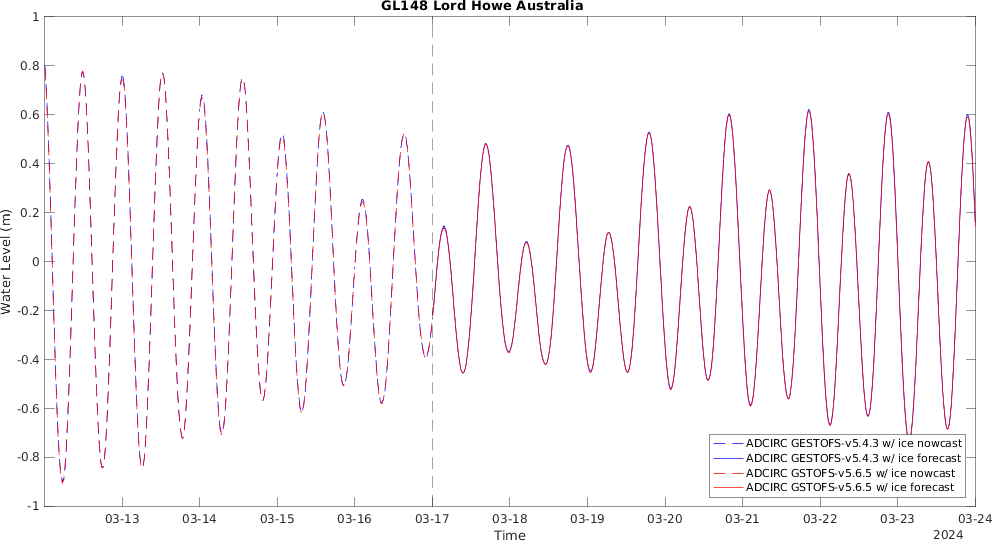 GL148 Lord Howe Australia
Water Level (m)
1
0.8
0.6
0.4
0.2
0
-0.2
-0.4
-0.6
-0.8
-1
ADCIRC GESTOFS-v5.4.3 w/ ice nowcast
ADCIRC GESTOFS-v5.4.3 w/ ice forecast
ADCIRC GSTOFS-v5.6.5 w/ ice nowcast
ADCIRC GSTOFS-v5.6.5 w/ ice forecast
03-13 03-14 03-15 03-16 03-17 03-18 03-19 03-20 03-21 03-22 03-23 03-24
Time
2024